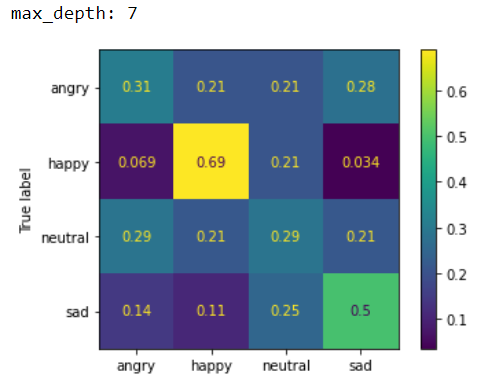 max_depth: 7
angry 0.31 0.21 0.21 0.28
happy 0.069 0.69 0.21 0.034
neutral 0.29 0.21 0.29 0.21
sad 0.14 0.11 0.25 0.5
angry happy neutral sad
True label
0.6
0.5
0.4
0.3
0.2
0.1